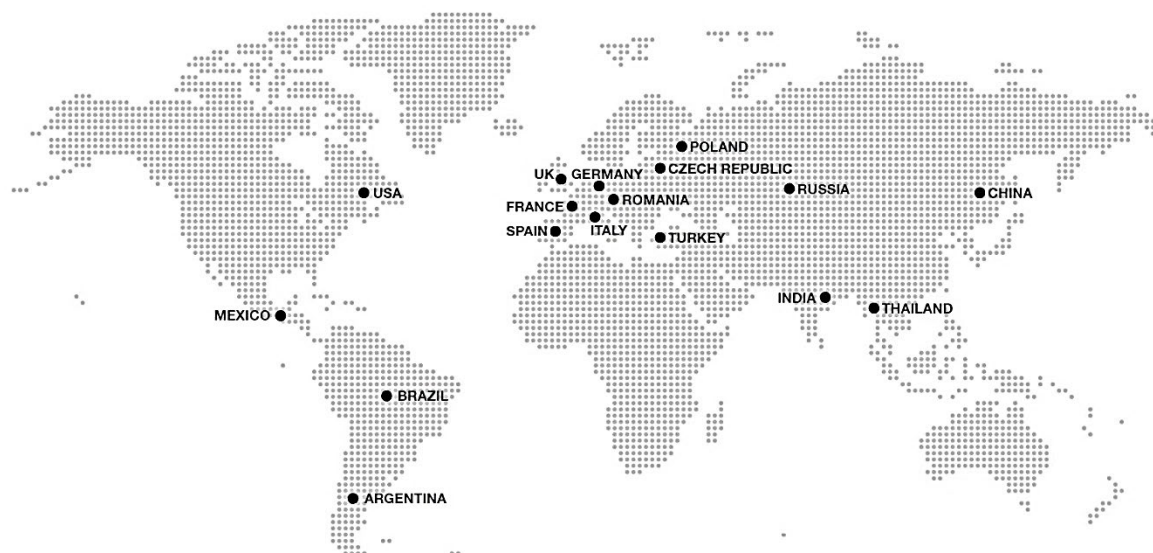 POLAND
CZECH REPUBLIC
UK
GERMANY
USA
RUSSIA
CHINA
FRANCE
ROMANIA
SPAIN
ITALY
TURKEY
INDIA
THAILAND
MEXICO
BRAZIL
ARGENTINA